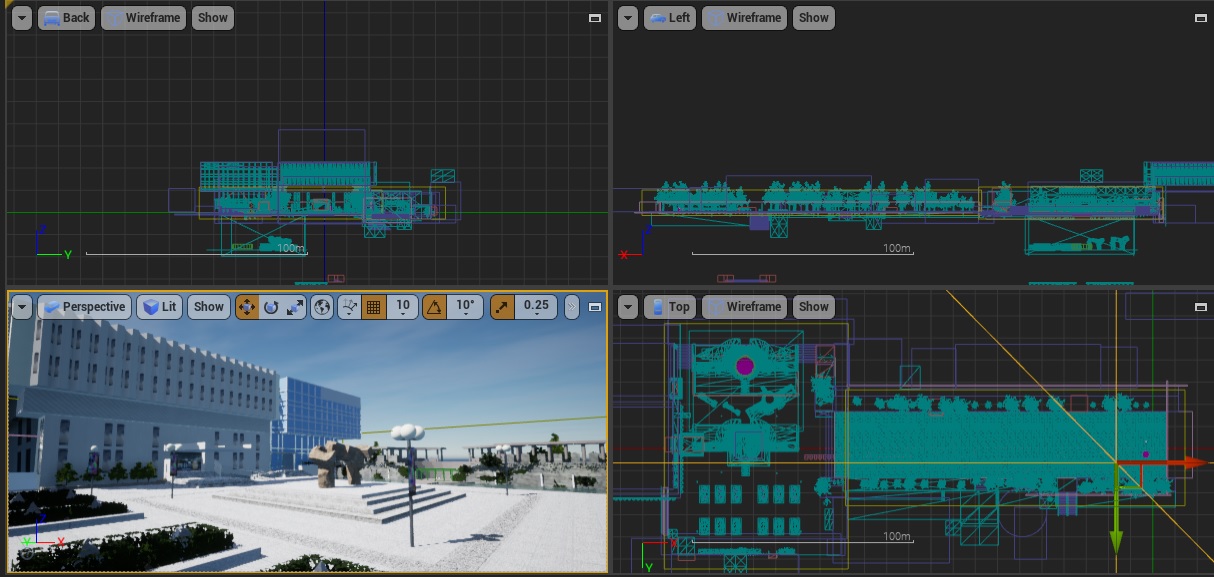 Back Wireframe Show
Left Wireframe Show
100m
Y
100m
X
Perspective Lit Show 10 10° 0.25
Top Wireframe Show
100m
Y X
Y